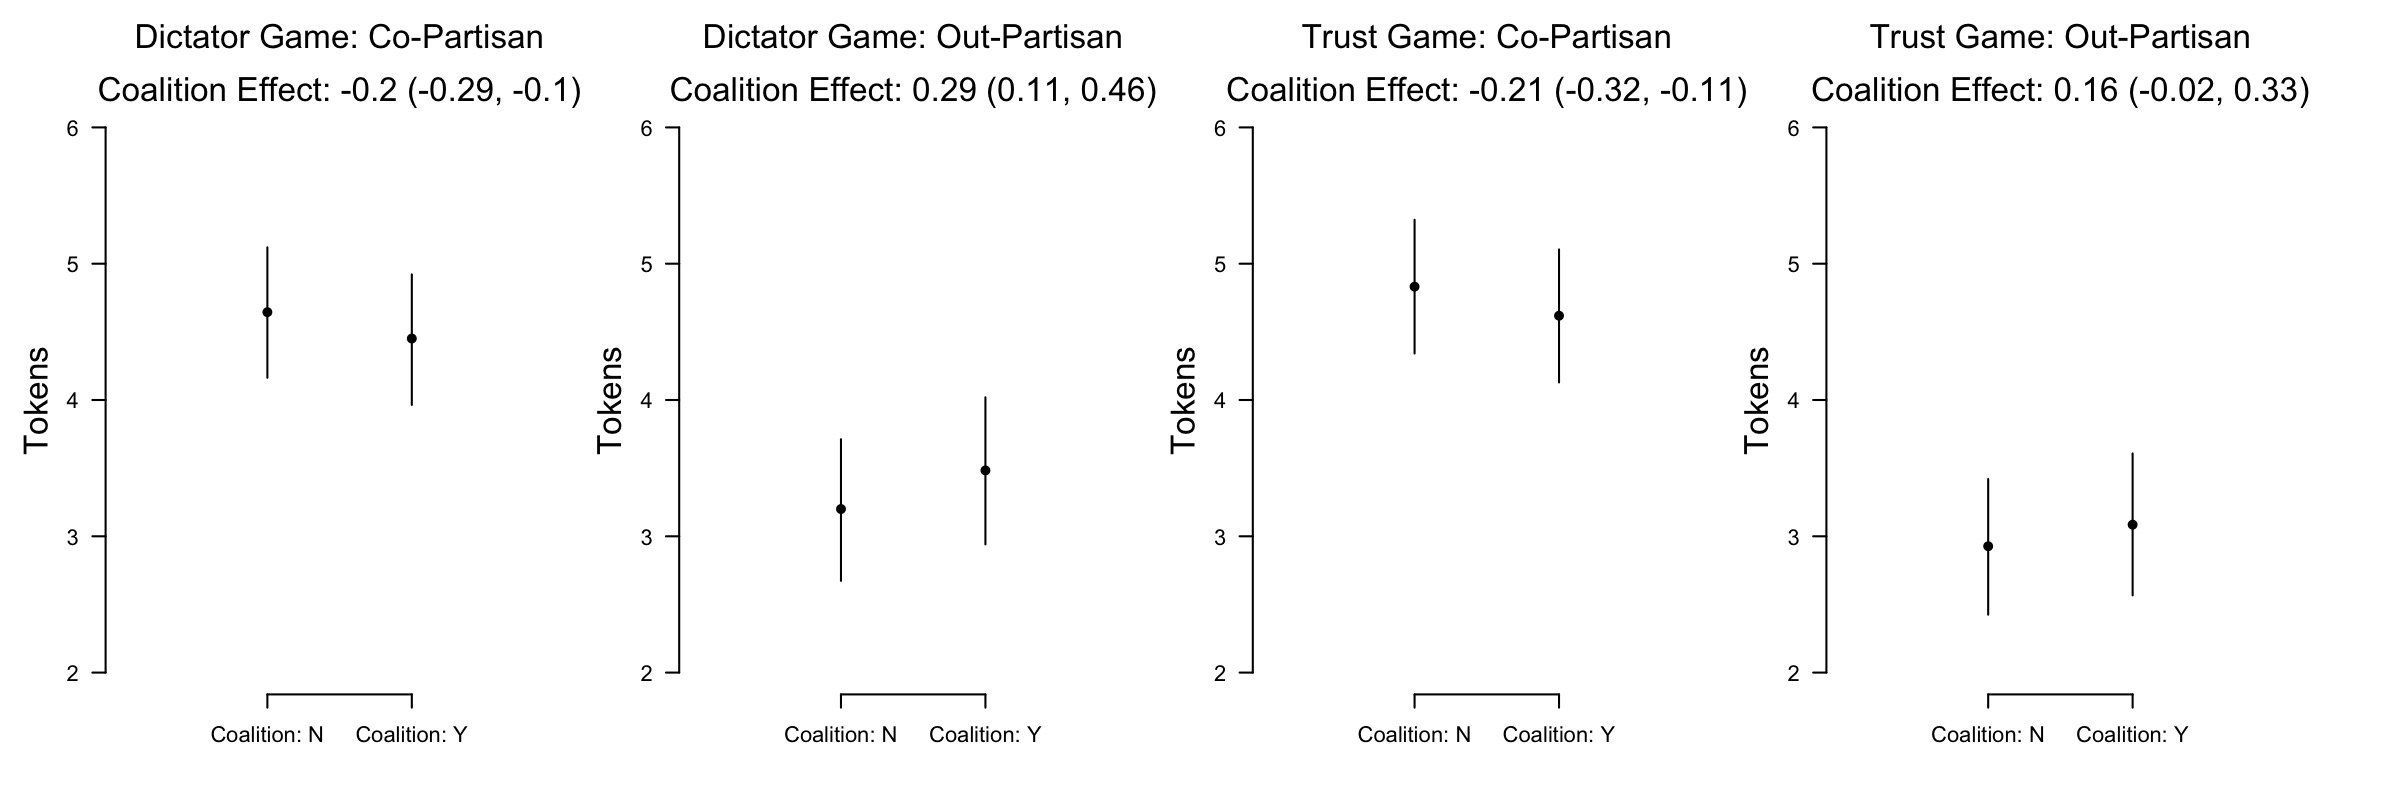 Dictator Game: Co-Partisan
Coalition Effect: -0.2 (-0.29, -0.1)
6
5
4
3
2
Tokens
Coalition: N
Coalition: Y
Dictator Game: Out-Partisan
Coalition Effect: 0.29 (0.11, 0.46)
6
5
4
3
2
Tokens
Coalition: N
Coalition: Y
Trust Game: Co-Partisan
Coalition Effect: -0.21 (-0.32, -0.11)
6
5
4
3
2
Tokens
Coalition: N
Coalition: Y
Trust Game: Out-Partisan
Coalition Effect: 0.16 (-0.02, 0.33)
6
5
4
3
2
Tokens
Coalition: N
Coalition: Y